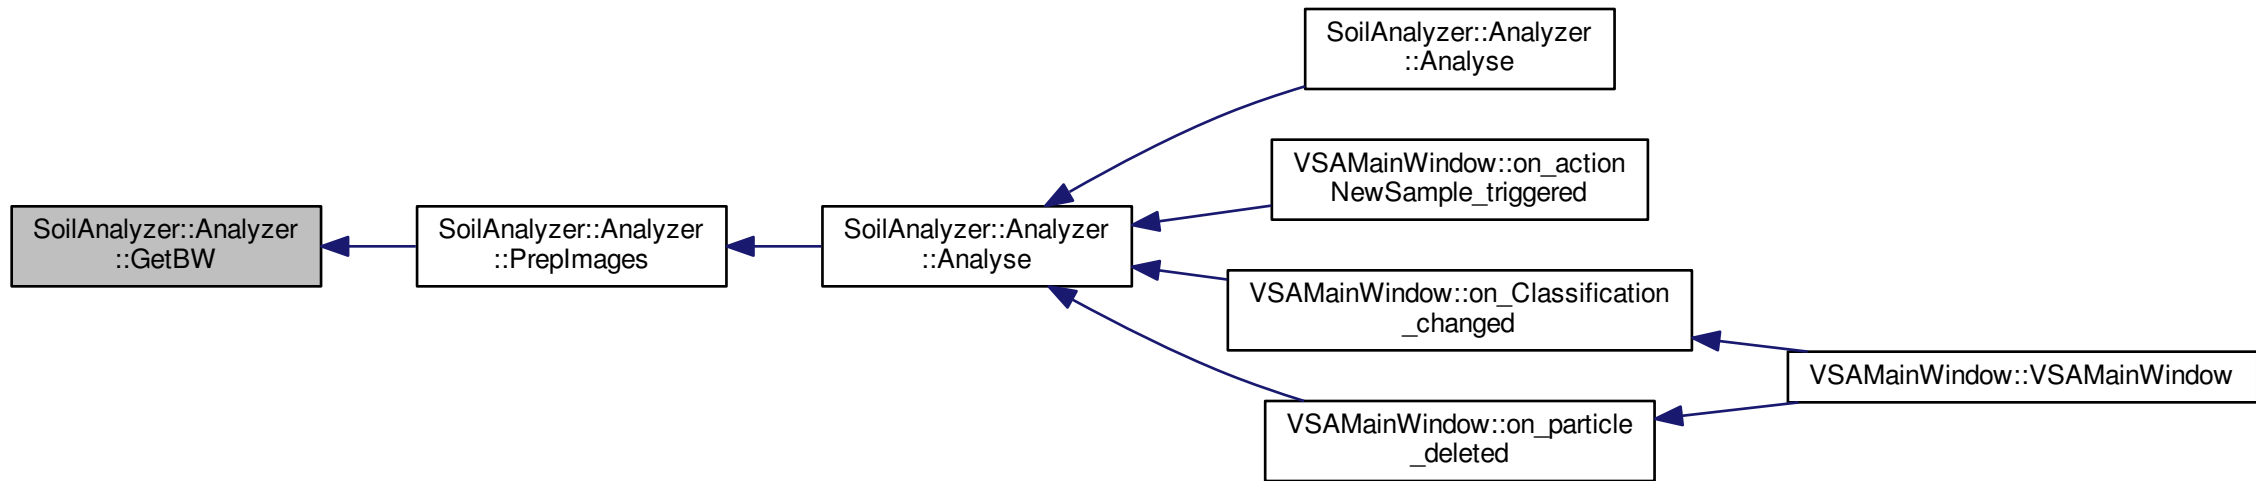 SoilAnalyzer::Analyzer
::GetBW
SoilAnalyzer::Analyzer
::PrepImages
SoilAnalyzer::Analyzer
::Analyse
SoilAnalyzer::Analyzer
::Analyse
VSAMainWindow::on_action
NewSample_triggered
VSAMainWindow::on_Classification
_changed
VSAMainWindow::on_particle
_deleted
VSAMainWindow::VSAMainWindow